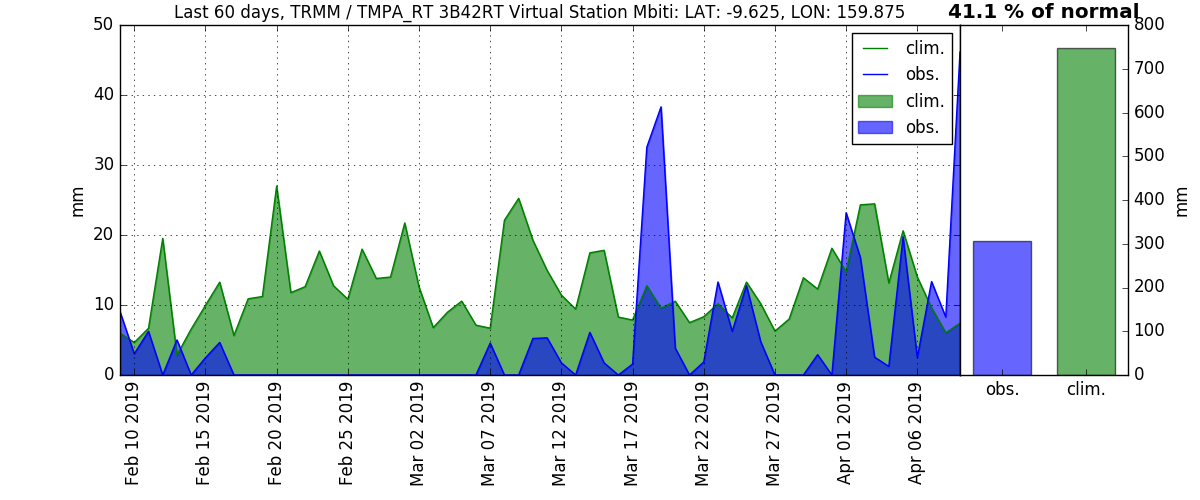 Last 60 days, TRMM / TMPA_RT 3B42RT Virtual Station Mbiti: LAT: -9.625, LON: 159.875
41.1 % of normal
50
40
30
20
10
0
mm
clim.
obs.
clim.
obs.
800
700
600
500
400
300
200
100
0
mm
obs.
clim.
Feb 10 2019
Feb 15 2019
Feb 20 2019
Feb 25 2019
Mar 02 2019
Mar 07 2019
Mar 12 2019
Mar 17 2019
Mar 22 2019
Mar 27 2019
Apr 01 2019
Apr 06 2019